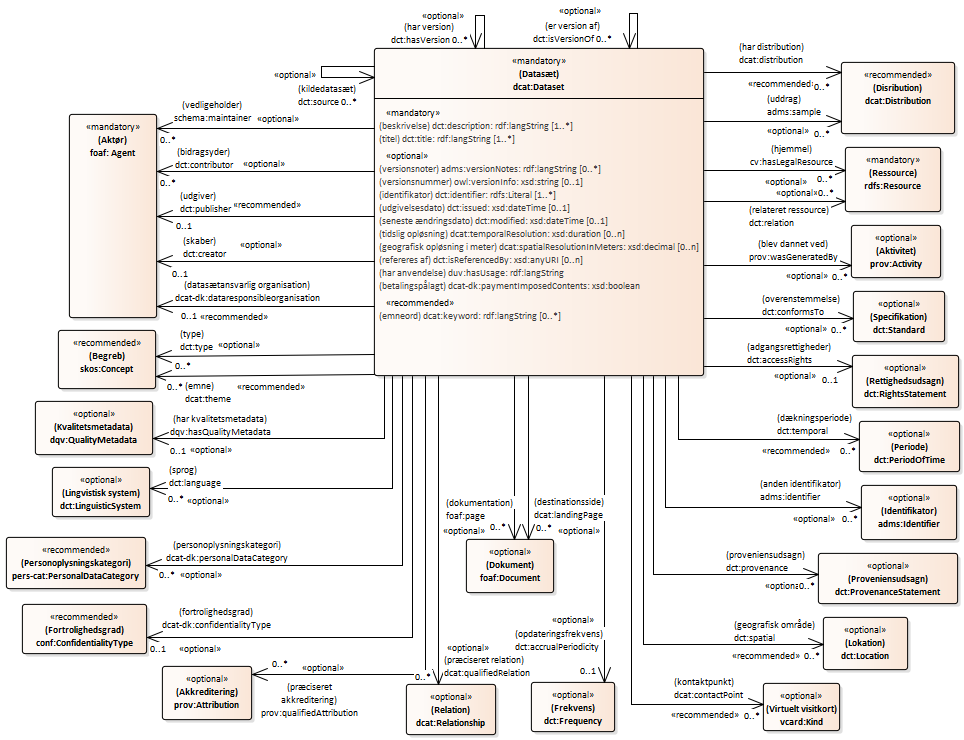 «optional»
(har version)
dct:hasVersion 0..*
«optional»
(er version af)
dct:isVersionOf 0..*
«optional»
(kildedatasæt)
dct:source 0..*
«mandatory»
(Datasæt)
dcat:Dataset
«mandatory»
(beskrivelse) dct:description: rdf:langString [1..*]
(titel) dct:title: rdf:langString [1..*]
«optional»
(versionsnoter) adms:versionNotes: rdf:langString [0..*]
(versionsnummer) owl:versionInfo: xsd:string [0..1]
(identifikator) dct:identifier: rdfs:Literal [1..*]
(udgivelsesdato) dct:issued: xsd:dateTime [0..1]
(seneste ændringsdato) dct:modified: xsd:dateTime [0..1]
(tidslig opløsning) dcat:temporalResolution: xsd:duration [0..n]
(geografisk opløsning i meter) dcat:spatialResolutionInMeters: xsd:decimal [0..n]
(refereres af) dct:isReferencedBy: xsd:anyURI [0..n]
(har anvendelse) duv:hasUsage: rdf:langString
(betalingspålagt) dcat-dk:paymentImposedContents: xsd:boolean
«recommended»
(emneord) dcat:keyword: rdf:langString [0..*]
«mandatory»
(Aktør)
foaf: Agent
(vedligeholder)
schema:maintainer «optional»
0..*
(bidragsyder)
dct:contributor «optional»
0..*
(udgiver)
dct:publisher «recommended»
0..1
(skaber)
dct:creator «optional»
0..1
(datasætansvarlig organisation)
dcat-dk:dataresponsibleorganisation
0..1 «recommended»
«recommended»
(Begreb)
skos:Concept
(type)
dct:type «optional»
0..*
0..* (emne) «recommended»
dcat:theme
«optional»
(Kvalitetsmetadata)
dqv:QualityMetadata
(har kvalitetsmetadata)
dqv:hasQualityMetadata
0..1 «optional»
«optional»
(Lingvistisk system)
dct:LinguisticSystem
(sprog)
dct:language
0..* «optional»
«recommended»
(Personoplysningskategori)
pers-cat:PersonalDataCategory
(personoplysningskategori)
dcat-dk:personalDataCategory
0..* «optional»
«recommended»
(Fortrolighedsgrad)
conf:ConfidentialityType
(fortrolighedsgrad)
dcat-dk:confidentialityType
0..1 «optional»
«optional»
(Akkreditering)
prov:Attribution
0..* «optional»
(præciseret
akkreditering)
prov:qualifiedAttribution
«optional»
(præciseret relation)
dcat:qualifiedRelation
0..*
«optional»
(Relation)
dcat:Relationship
(dokumentation)
foaf:page
«optional» 0..*
(destinationsside)
dcat:landingPage
0..* «optional»
«optional»
(Dokument)
foaf:Document
«optional»
(opdateringsfrekvens)
dct:accrualPeriodicity
0..1
«optional»
(Frekvens)
dct:Frequency
(har distribution)
dcat:distribution
«recommended» 0..*
(uddrag)
adms:sample
«optional» 0..*
«recommended»
(Disribution)
dcat:Distribution
(hjemmel)
cv:hasLegalResource
«optional» 0..*
«optional» 0..*
(relateret ressource)
dct:relation
«mandatory»
(Ressource)
rdfs:Resource
(blev dannet ved)
prov:wasGeneratedBy
«optional» 0..*
«optional»
(Aktivitet)
prov:Activity
(overenstemmelse)
dct:conformsTo
«optional» 0..*
«optional»
(Specifikation)
dct:Standard
(adgangsrettigheder)
dct:accessRights
«optional» 0..1
«optional»
(Rettighedsudsagn)
dct:RightsStatement
(dækningsperiode)
dct:temporal
«recommended» 0..*
«optional»
(Periode)
dct:PeriodOfTime
(anden identifikator)
adms:identifier
«optional» 0..*
«optional»
(Identifikator)
adms:Identifier
(proveniensudsagn)
dct:provenance
«optional» 0..*
«optional»
(Proveniensudsagn)
dct:ProvenanceStatement
(geografisk område)
dct:spatial
«recommended» 0..*
«optional»
(Lokation)
dct:Location
(kontaktpunkt)
dcat:contactPoint
«recommended» 0..*
«optional»
(Virtuelt visitkort)
vcard:Kind